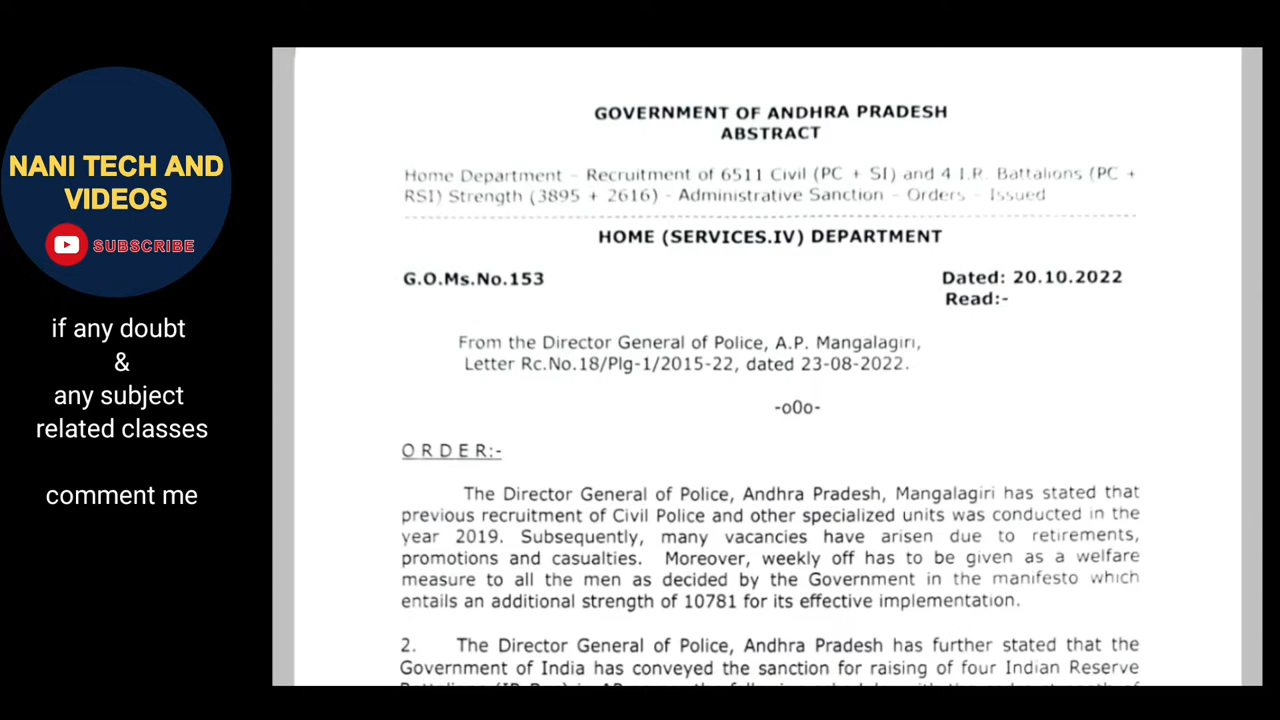 NANI TECH AND
VIDEOS
SUBSCRIBE
if any doubt
&
any subject
related classes
comment me
GOVERNMENT OF ANDHRA PRADESH
ABSTRACT
Home Department – Recruitment of 6511 Civil (PC + SI) and 4 I.R. Battalions (PC +
RSI) Strength (3895 + 2616) - Administrative Sanction – Orders – Issued
HOME (SERVICES.IV) DEPARTMENT
G.O.Ms.No.153
Dated: 20.10.2022
Read:-
From the Director General of Police, A.P. Mangalagiri,
Letter Rc.No.18/Plg-1/2015-22, dated 23-08-2022.
-o0o-
O R D E R:-
The Director General of Police, Andhra Pradesh, Mangalagiri has stated that
previous recruitment of Civil Police and other specialized units was conducted in the
year 2019. Subsequently, many vacancies have arisen due to retirements,
promotions and casualties. Moreover, weekly off has to be given as a welfare
measure to all the men as decided by the Government in the manifesto which
entails an additional strength of 10781 for its effective implementation.
2. The Director General of Police, Andhra Pradesh has further stated that the
Government of India has conveyed the sanction for raising of four Indian Reserve